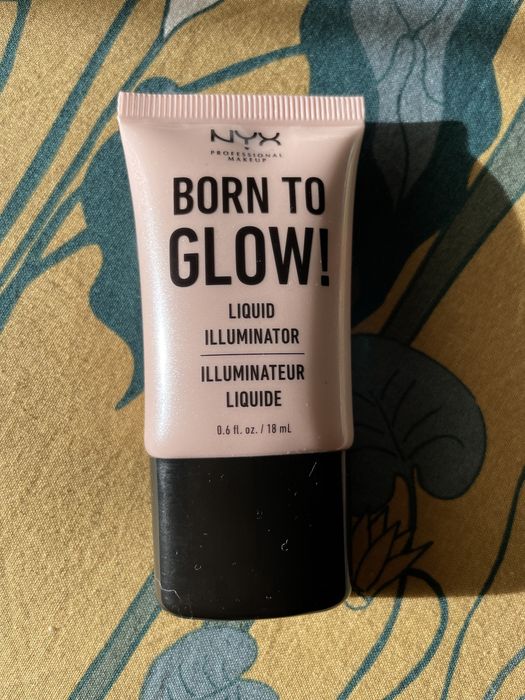 NYX
PROFESSIONAL
MAKEUP
BORN TO
GLOW!
LIQUID
ILLUMINATOR
ILLUMINATEUR
LIQUIDE
0.6 fl. oz. / 18 mL